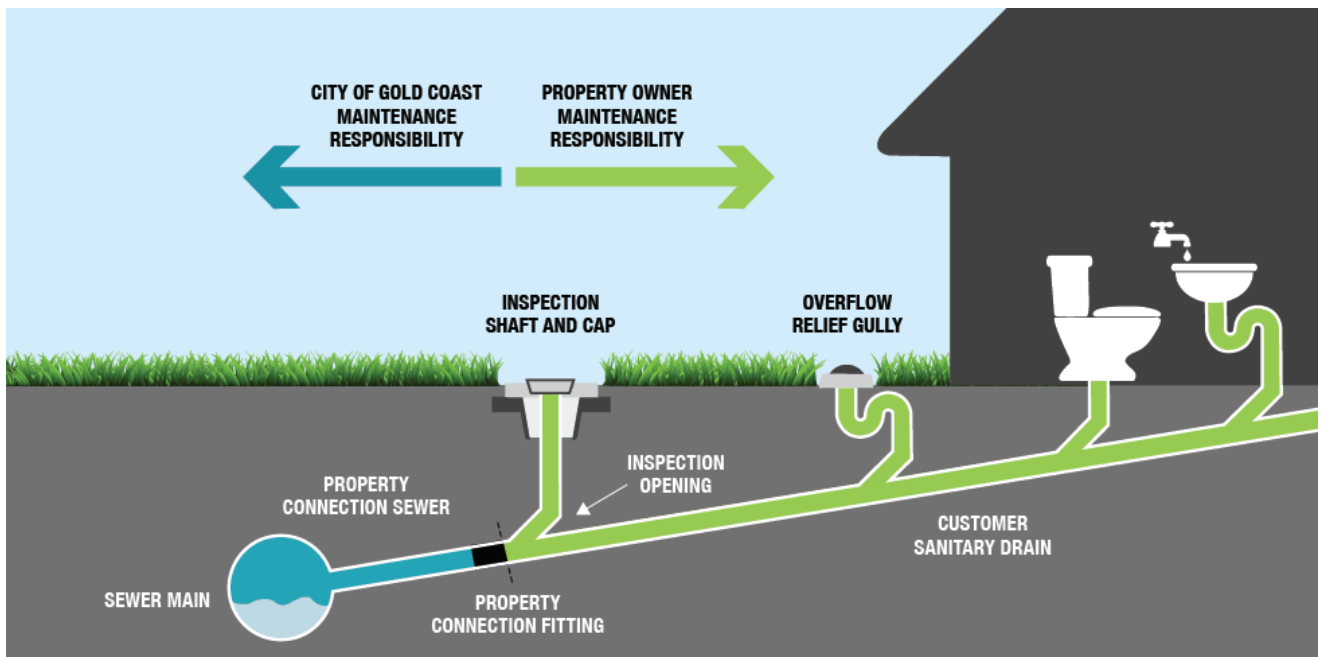 CITY OF GOLD COAST
MAINTENANCE
RESPONSIBILITY
PROPERTY OWNER
MAINTENANCE
RESPONSIBILITY
INSPECTION
SHAFT AND CAP
OVERFLOW
RELIEF GULLY
INSPECTION
OPENING
PROPERTY
CONNECTION SEWER
CUSTOMER
SANITARY DRAIN
SEWER MAIN
PROPERTY
CONNECTION FITTING